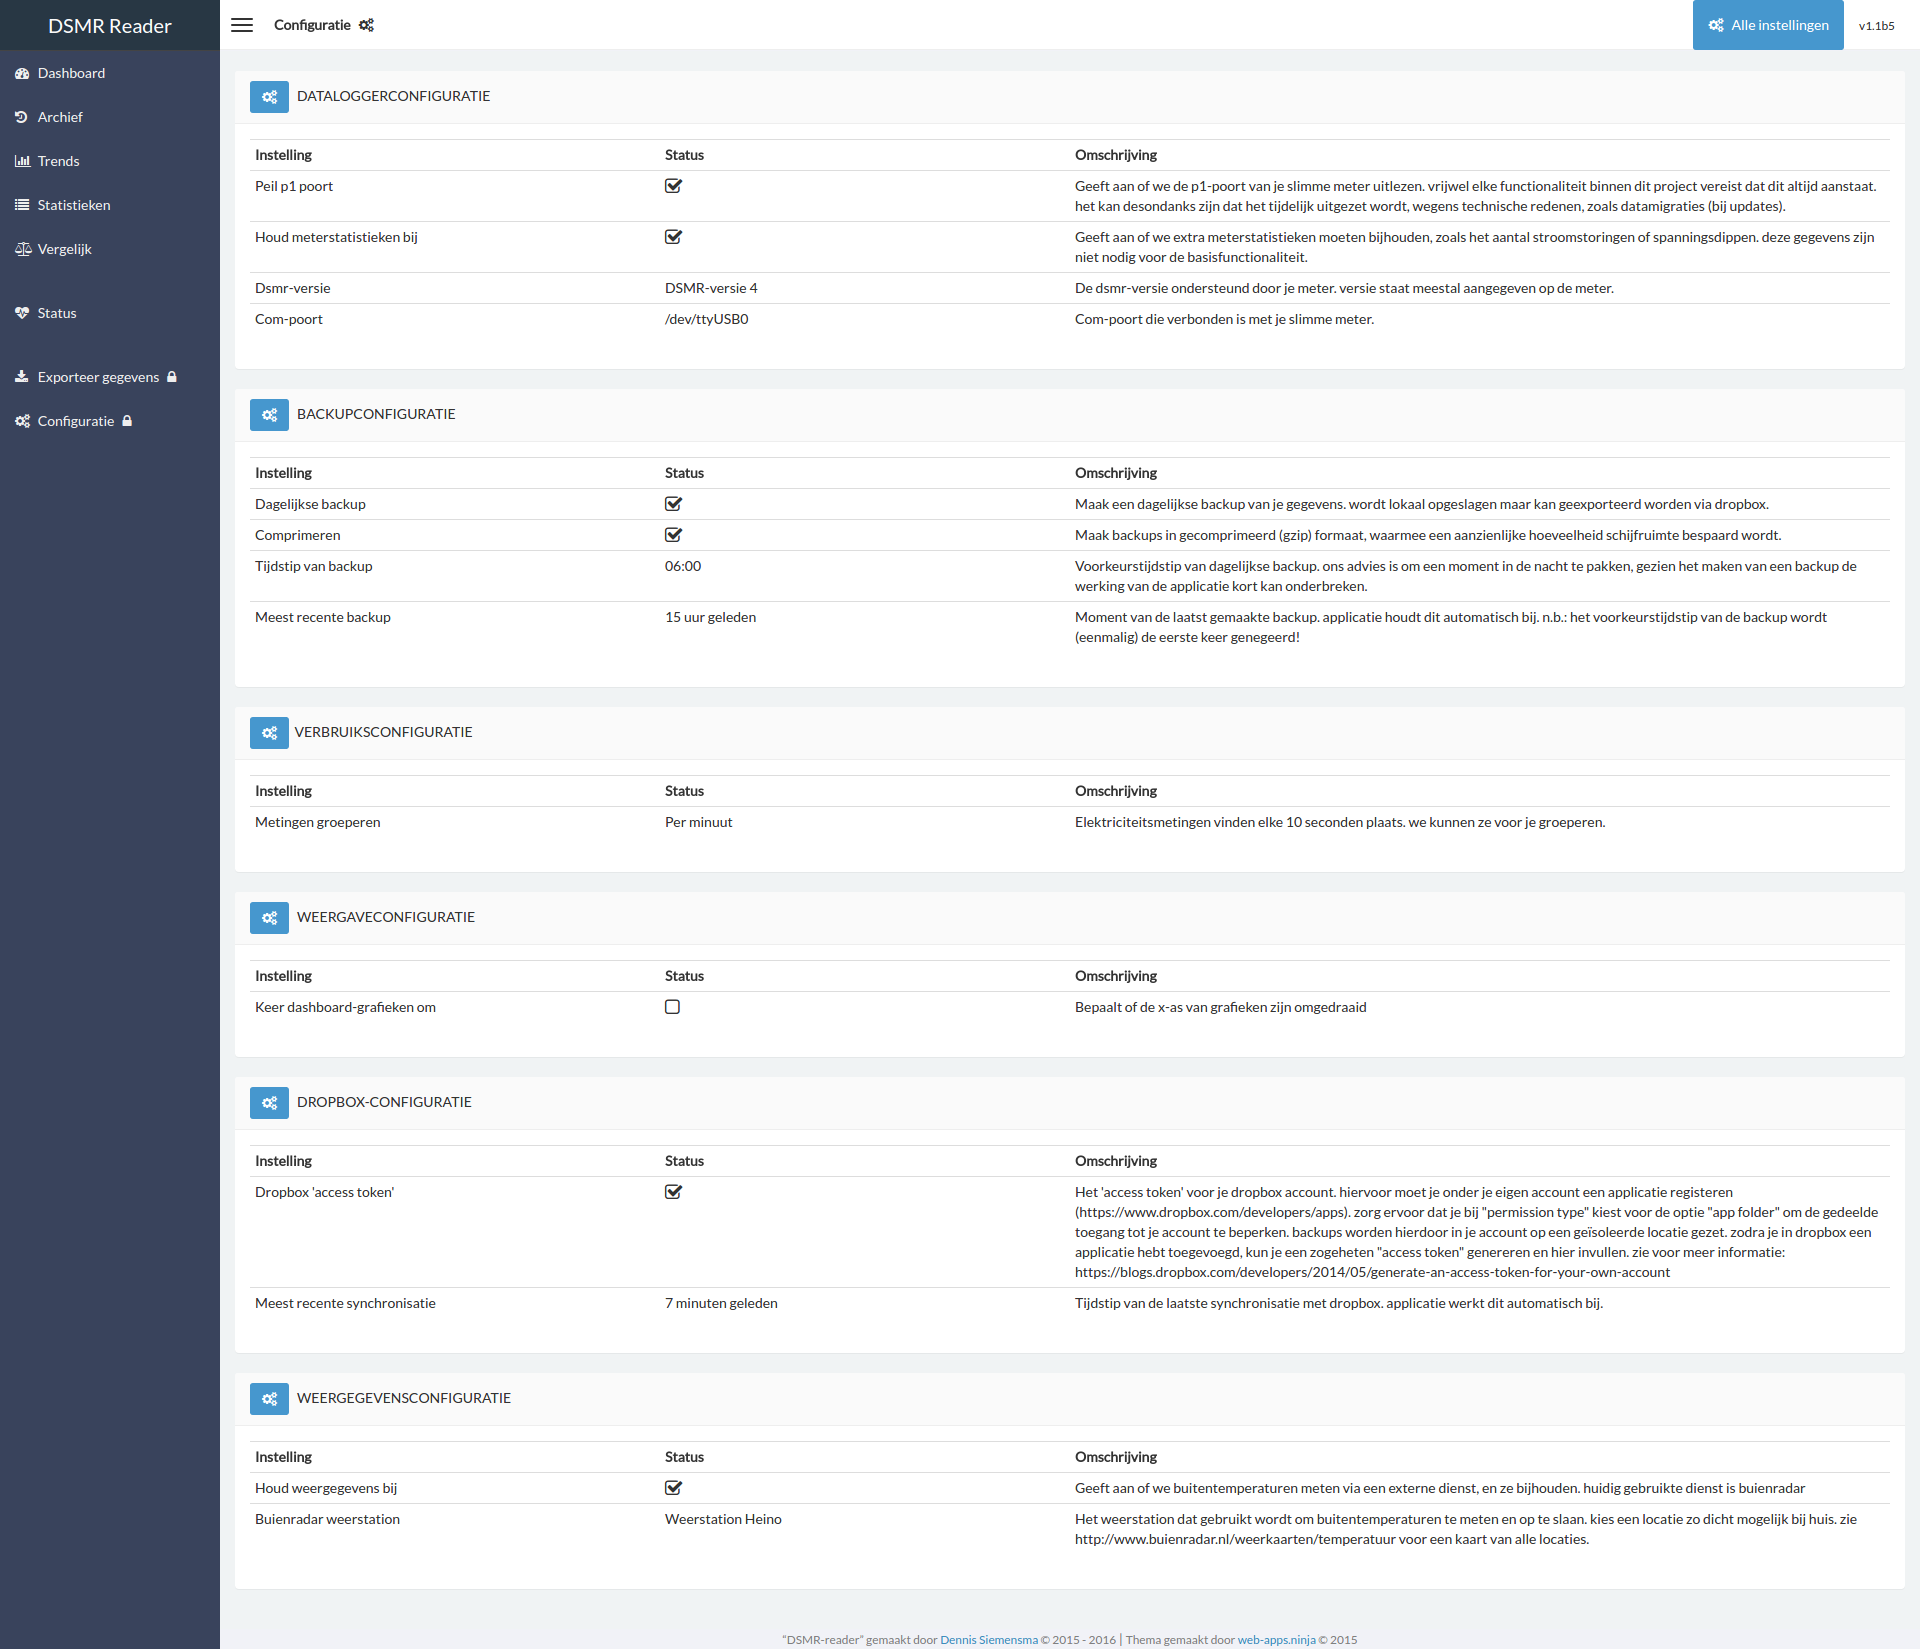 DSMR Reader
Configuratie
Alle instellingen
v1.1b5
Dashboard
Archief
Trends
Statistieken
Vergelijk
Status
Exporteer gegevens
Configuratie
DATALOGGERCONFIGURATIE
Instelling Status Omschrijving
Peil p1 poort Geeft aan of we de p1-poort van je slimme meter uitlezen. vrijwel elke functionaliteit binnen dit project vereist dat dit altijd aanstaat.
het kan desondanks zijn dat het tijdelijk uitgezet wordt, wegens technische redenen, zoals datamigraties (bij updates).
Houd meterstatistieken bij Geeft aan of we extra meterstatistieken moeten bijhouden, zoals het aantal stroomstoringen of spanningsdippen. deze gegevens zijn
niet nodig voor de basisfunctionaliteit.
Dsmr-versie DSMR-versie 4 De dsmr-versie ondersteund door je meter. versie staat meestal aangegeven op de meter.
Com-poort /dev/ttyUSB0 Com-poort die verbonden is met je slimme meter.
BACKUPCONFIGURATIE
Instelling Status Omschrijving
Dagelijkse backup Maak een dagelijkse backup van je gegevens. wordt lokaal opgeslagen maar kan geexporteerd worden via dropbox.
Comprimeren Maak backups in gecomprimeerd (gzip) formaat, waarmee een aanzienlijke hoeveelheid schijfruimte bespaard wordt.
Tijdstip van backup 06:00 Voorkeurstijdstip van dagelijkse backup. ons advies is om een moment in de nacht te pakken, gezien het maken van een backup de
werking van de applicatie kort kan onderbreken.
Meest recente backup 15 uur geleden Moment van de laatst gemaakte backup. applicatie houdt dit automatisch bij. n.b.: het voorkeurstijdstip van de backup wordt
(eenmalig) de eerste keer genegeerd!
VERBRUIKSCONFIGURATIE
Instelling Status Omschrijving
Metingen groeperen Per minuut Elektriciteitsmetingen vinden elke 10 seconden plaats. we kunnen ze voor je groeperen.
WEERGAVECONFIGURATIE
Instelling Status Omschrijving
Keer dashboard-grafieken om Bepaalt of de x-as van grafieken zijn omgedraaid
DROPBOX-CONFIGURATIE
Instelling Status Omschrijving
Dropbox 'access token' Het 'access token' voor je dropbox account. hiervoor moet je onder je eigen account een applicatie registeren
(https://www.dropbox.com/developers/apps). zorg ervoor dat je bij "permission type" kiest voor de optie "app folder" om de gedeelde
toegang tot je account te beperken. backups worden hierdoor in je account op een geïsoleerde locatie gezet. zodra je in dropbox een
applicatie hebt toegevoegd, kun je een zogeheten "access token" genereren en hier invullen. zie voor meer informatie:
https://blogs.dropbox.com/developers/2014/05/generate-an-access-token-for-your-own-account
Meest recente synchronisatie 7 minuten geleden Tijdstip van de laatste synchronisatie met dropbox. applicatie werkt dit automatisch bij.
WEERGEGEVENSCONFIGURATIE
Instelling Status Omschrijving
Houd weergegevens bij Geeft aan of we buitentemperaturen meten via een externe dienst, en ze bijhouden. huidig gebruikte dienst is buienradar
Buienradar weerstation Weerstation Heino Het weerstation dat gebruikt wordt om buitentemperaturen te meten en op te slaan. kies een locatie zo dicht mogelijk bij huis. zie
http://www.buienradar.nl/weerkaarten/temperatuur voor een kaart van alle locaties.
"DSMR-reader" gemaakt door Dennis Siemensma © 2015 - 2016 | Thema gemaakt door web-apps.ninja © 2015